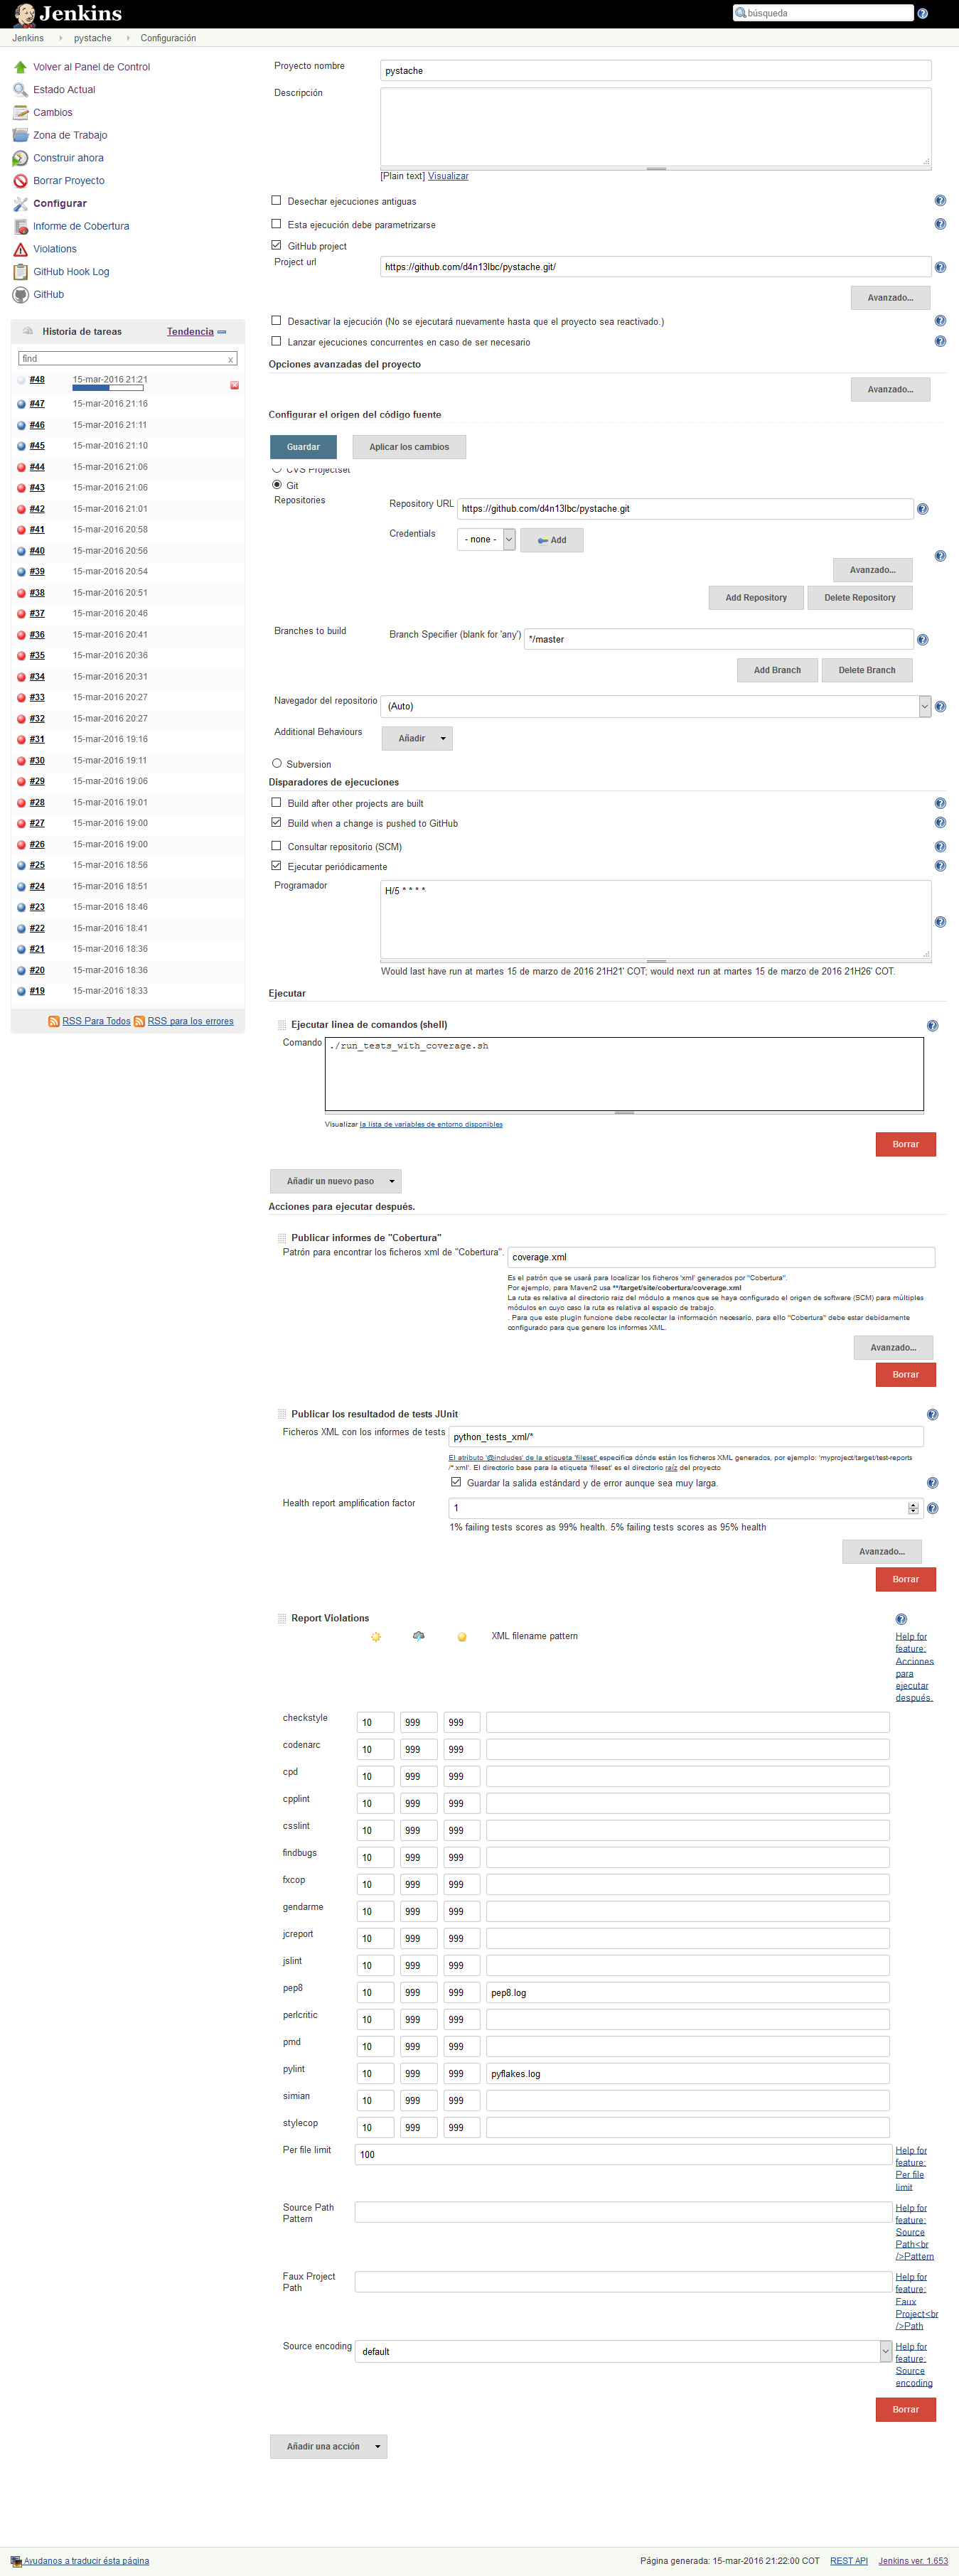 Jenkins
búsqueda
Jenkins
pystache
Configuración
Volver al Panel de Control
Estado Actual
Cambios
Zona de Trabajo
Construir ahora
Borrar Proyecto
Configurar
Informe de Cobertura
Violations
GitHub Hook Log
GitHub
Historia de tareas
Tendencia
find
x
#48 15-mar-2016 21:21
#47 15-mar-2016 21:16
#46 15-mar-2016 21:11
#45 15-mar-2016 21:10
#44 15-mar-2016 21:06
#43 15-mar-2016 21:06
#42 15-mar-2016 21:01
#41 15-mar-2016 20:58
#40 15-mar-2016 20:56
#39 15-mar-2016 20:54
#38 15-mar-2016 20:51
#37 15-mar-2016 20:46
#36 15-mar-2016 20:41
#35 15-mar-2016 20:36
#34 15-mar-2016 20:31
#33 15-mar-2016 20:27
#32 15-mar-2016 20:27
#31 15-mar-2016 19:16
#30 15-mar-2016 19:11
#29 15-mar-2016 19:06
#28 15-mar-2016 19:01
#27 15-mar-2016 19:00
#26 15-mar-2016 19:00
#25 15-mar-2016 18:56
#24 15-mar-2016 18:51
#23 15-mar-2016 18:46
#22 15-mar-2016 18:41
#21 15-mar-2016 18:36
#20 15-mar-2016 18:36
#19 15-mar-2016 18:33
RSS Para Todos RSS para los errores
Proyecto nombre pystache
Descripción
[Plain text] Visualizar
Desechar ejecuciones antiguas
Esta ejecución debe parametrizarse
GitHub project
Project url https://github.com/d4n13lbc/pystache.git/
Avanzado...
Desactivar la ejecución (No se ejecutará nuevamente hasta que el proyecto sea reactivado.)
Lanzar ejecuciones concurrentes en caso de ser necesario
Opciones avanzadas del proyecto
Avanzado...
Configurar el origen del código fuente
Guardar
Aplicar los cambios
CVS Projectset
Git
Repositories
Repository URL https://github.com/d4n13lbc/pystache.git
Credentials - none - Add
Avanzado...
Add Repository Delete Repository
Branches to build
Branch Specifier (blank for 'any') */master
Add Branch Delete Branch
Navegador del repositorio (Auto)
Additional Behaviours Añadir
Subversion
Disparadores de ejecuciones
Build after other projects are built
Build when a change is pushed to GitHub
Consultar repositorio (SCM)
Ejecutar periódicamente
Programador H/5 * * * *
Would last have run at martes 15 de marzo de 2016 21H21' COT; would next run at martes 15 de marzo de 2016 21H26' COT.
Ejecutar
Ejecutar linea de comandos (shell)
Comando ./run_tests_with_coverage.sh
Visualizar la lista de variables de entorno disponibles
Borrar
Añadir un nuevo paso
Acciones para ejecutar después.
Publicar informes de "Cobertura"
Patrón para encontrar los ficheros xml de "Cobertura". coverage.xml
Es el patrón que se usará para localizar los ficheros 'xml' generados por "Cobertura".
Por ejemplo, para Maven2 usa **/target/site/cobertura/coverage.xml
La ruta es relativa al directorio raiz del módulo a menos que se haya configurado el origen de software (SCM) para múltiples
módulos en cuyo caso la ruta es relativa al espacio de trabajo.
. Para que este plugin funcione debe recolectar la información necesario, para ello "Cobertura" debe estar debidamente
configurado para que genere los informes XML.
Avanzado...
Borrar
Publicar los resultadod de tests JUnit
Ficheros XML con los informes de tests python_tests_xml/*
El atributo '@includes' de la etiqueta 'fileset' especifica dónde están los ficheros XML generados, por ejemplo: 'myproject/target/test-reports
/*.xml'. El directorio base para la etiqueta 'fileset' es el directorio raíz del proyecto
Guardar la salida estándard y de error aunque sea muy larga.
Health report amplification factor 1
1% failing tests scores as 99% health. 5% failing tests scores as 95% health
Avanzado...
Borrar
Report Violations
XML filename pattern
Help for
feature:
Acciones
para
ejecutar
después.
checkstyle 10 999 999
codenarc 10 999 999
cpd 10 999 999
cpplint 10 999 999
csslint 10 999 999
findbugs 10 999 999
fxcop 10 999 999
gendarme 10 999 999
jcreport 10 999 999
jslint 10 999 999
pep8 10 999 999 pep8.log
perlcritic 10 999 999
pmd 10 999 999
pylint 10 999 999 pyflakes.log
simian 10 999 999
stylecop 10 999 999
Per file limit 100
Help for
feature:
Per file
limit
Source Path
Pattern
Help for
feature:
Source
Path<br
/>Pattern
Faux Project
Path
Help for
feature:
Faux
Project<br
/>Path
Source encoding default
Help for
feature:
Source
encoding
Borrar
Añadir una acción
Ayudanos a traducir ésta página
Página generada: 15-mar-2016 21:22:00 COT REST API Jenkins ver. 1.653